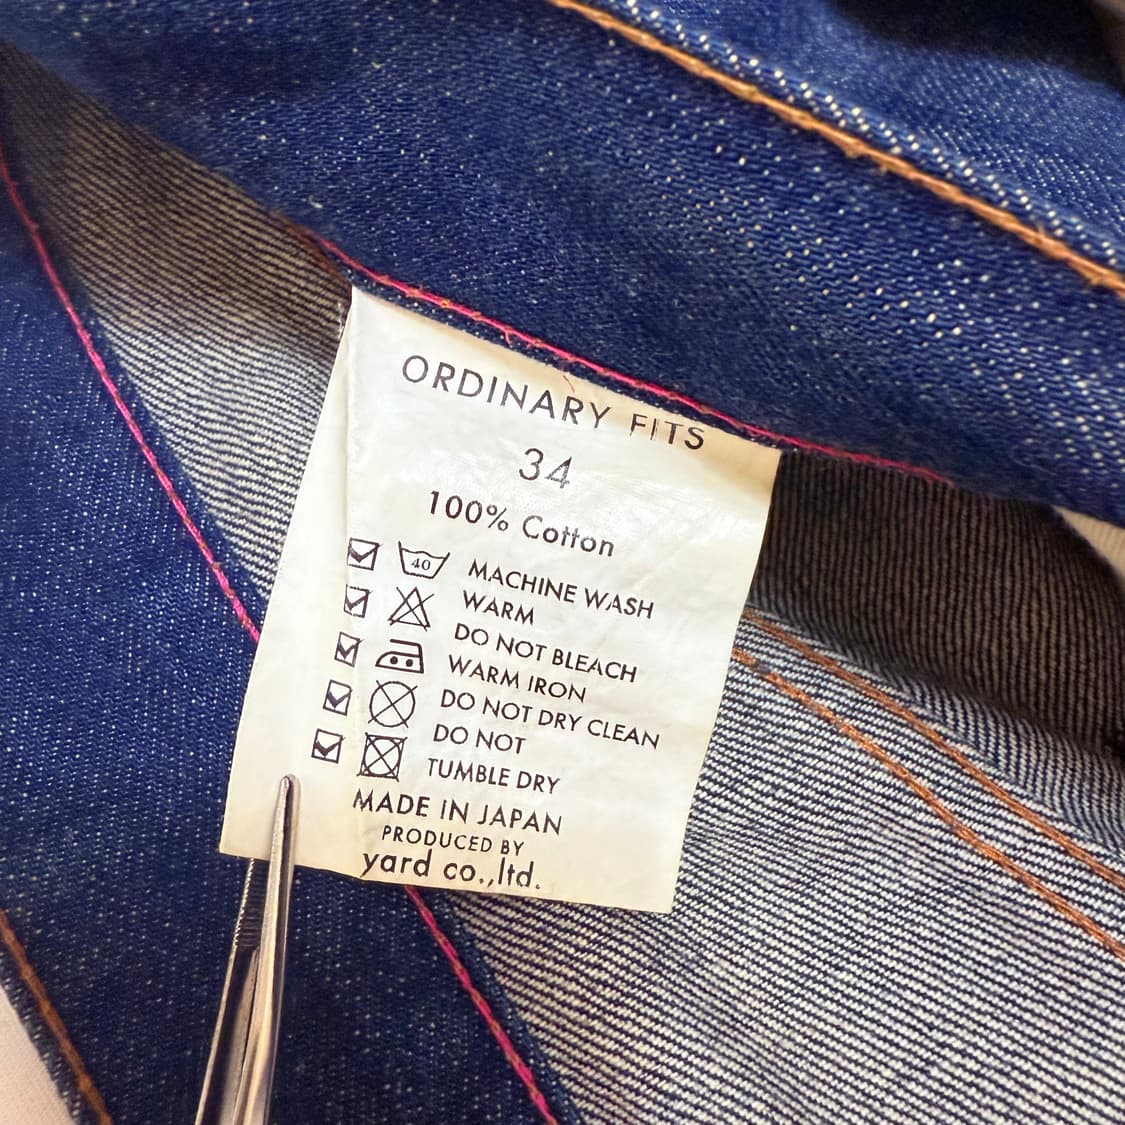 ORDINARY FITS
34
100% Cotton
40
MACHINE WASH
WARM
DO NOT BLEACH
WARM IRON
DO NOT DRY CLEAN
DO NOT
TUMBLE DRY
MADE IN JAPAN
PRODUCED BY
yard co.,ltd.